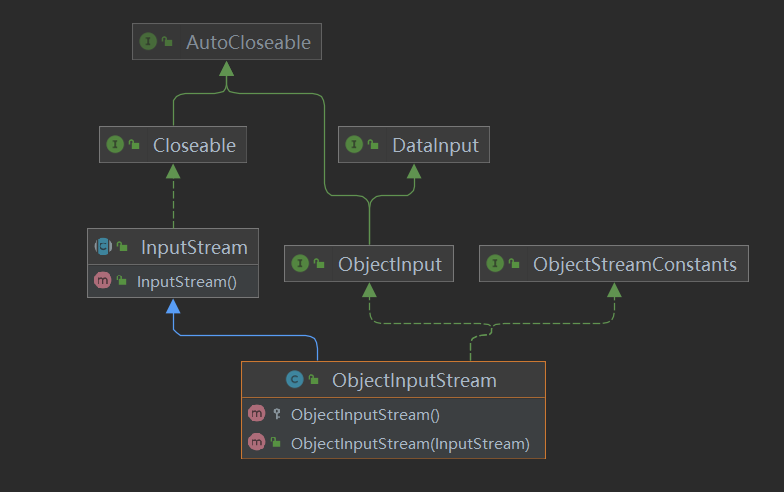 AutoCloseable
Closeable
DataInput
InputStream
InputStream()
ObjectInput
ObjectStreamConstants
ObjectInputStream
ObjectInputStream()
ObjectInputStream(InputStream)